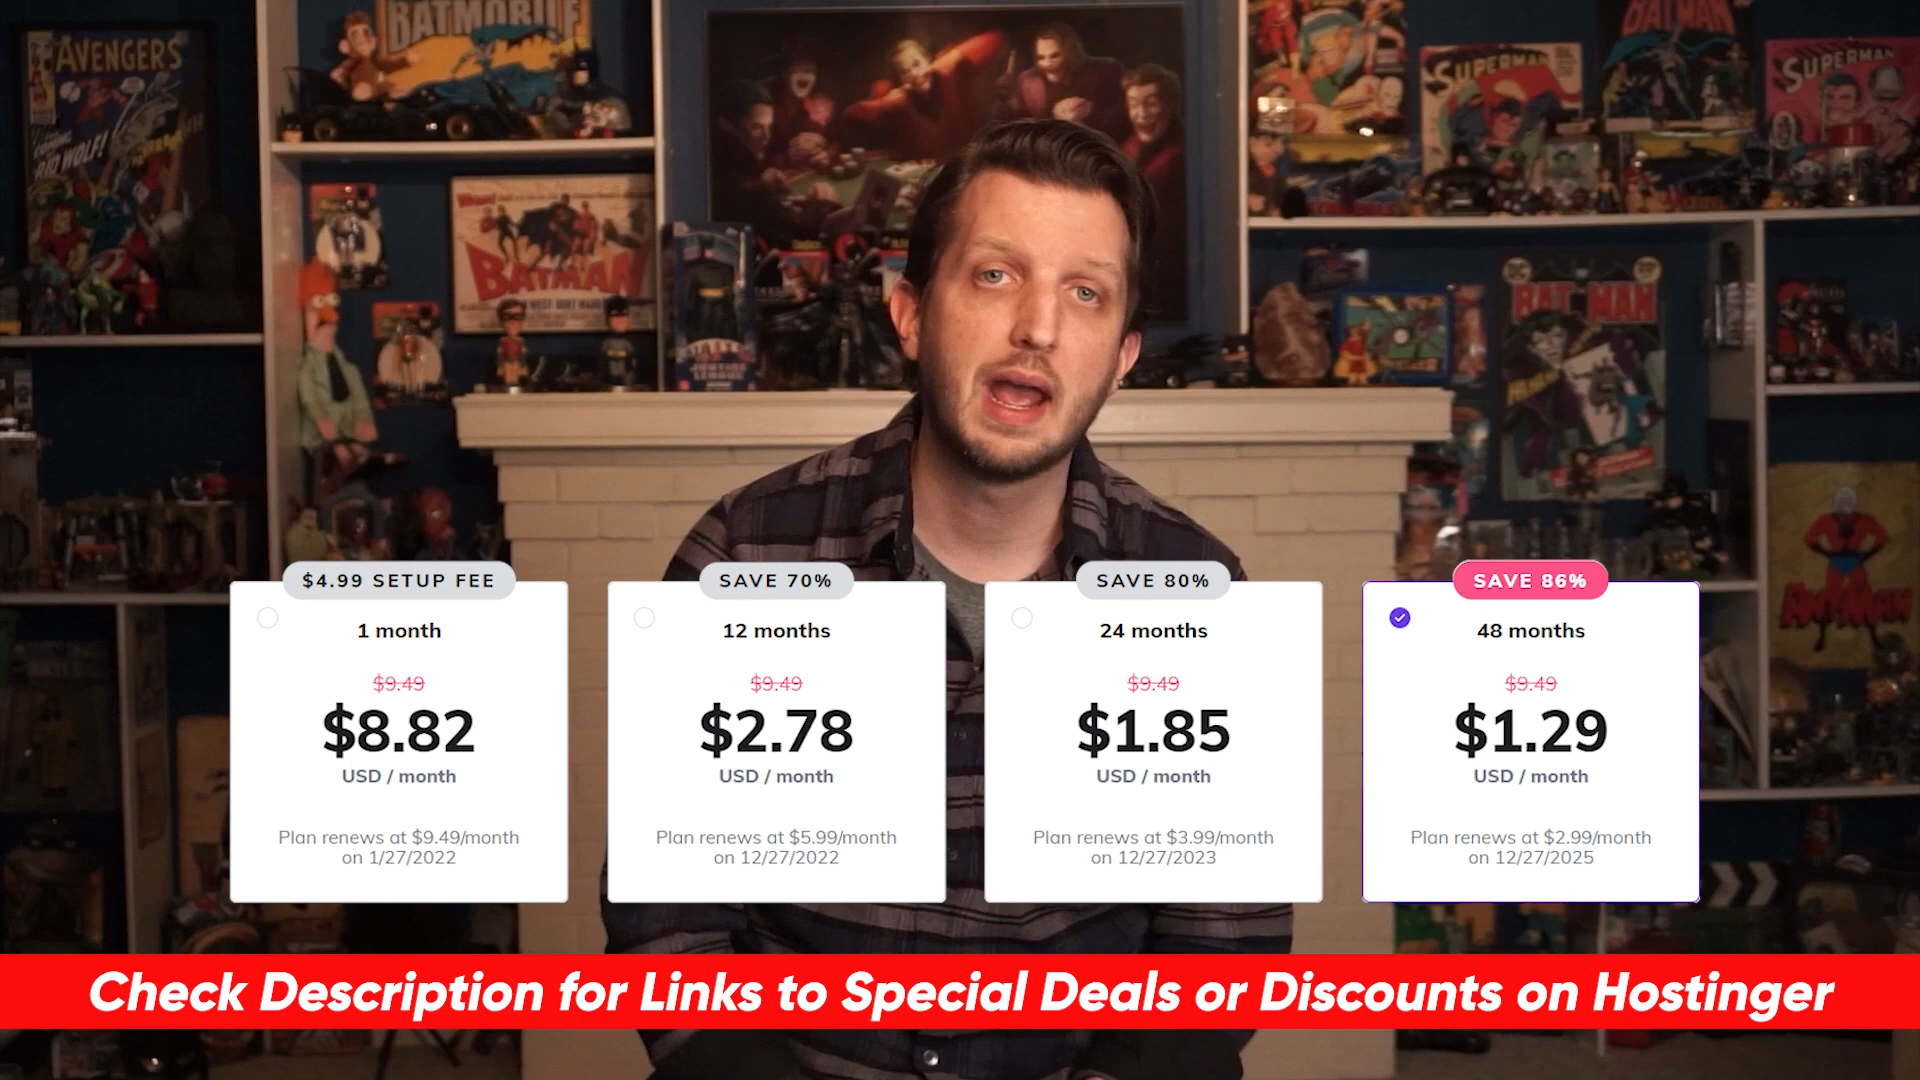 BATMOBILE
AVENGERS
BATMAN
SUPERMAN
SUPERMAN
BATMAN
BATMAN
JUSTICE
LEAGUE
$4.99 SETUP FEE
1 month
$9.49
$8.82
USD / month
Plan renews at $9.49/month
on 1/27/2022
SAVE 70%
12 months
$9.49
$2.78
USD / month
Plan renews at $5.99/month
on 12/27/2022
SAVE 80%
24 months
$9.49
$1.85
USD / month
Plan renews at $3.99/month
on 12/27/2023
SAVE 86%
48 months
$9.49
$1.29
USD / month
Plan renews at $2.99/month
on 12/27/2025
Check Description for Links to Special Deals or Discounts on Hostinger